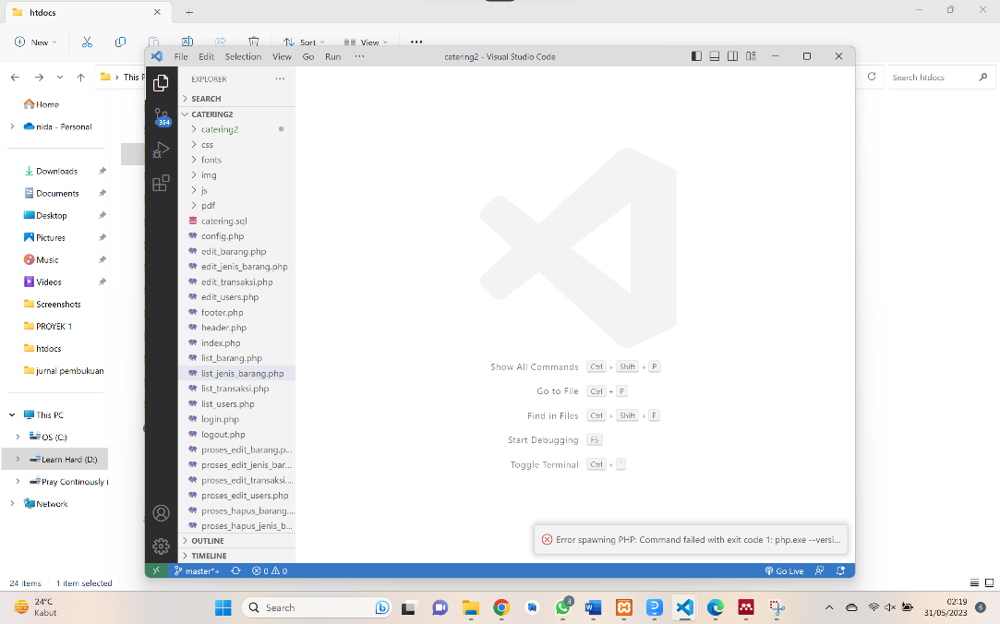 htdocs
New
Sort
View
This P
Search htdocs
Home
nida - Personal
Downloads
Documents
Desktop
Pictures
Music
Videos
Screenshots
PROYEK 1
htdocs
jurnal pembukuan
This PC
OS (C:)
Learn Hard (D:)
Pray Continously (
Network
24 items
1 item selected
File Edit Selection View Go Run ···
catering2 - Visual Studio Code
EXPLORER
SEARCH
CATERING2
catering2
css
fonts
img
js
pdf
catering.sql
config.php
edit_barang.php
edit_jenis_barang.php
edit_transaksi.php
edit_users.php
footer.php
header.php
index.php
list_barang.php
list_jenis_barang.php
list_transaksi.php
list_users.php
login.php
logout.php
proses_edit_barang.p...
proses_edit_jenis_bar...
proses_edit_transaksi....
proses_edit_users.php
proses_hapus_barang....
proses_hapus_jenis_b...
OUTLINE
TIMELINE
354
Show All Commands Ctrl + Shift + P
Go to File Ctrl + P
Find in Files Ctrl + Shift + F
Start Debugging F5
Toggle Terminal Ctrl + `
Error spawning PHP: Command failed with exit code 1: php.exe --versi...
master*+
0 0
Go Live
24°C
Kabut
Search
3
02:19
31/05/2023
6